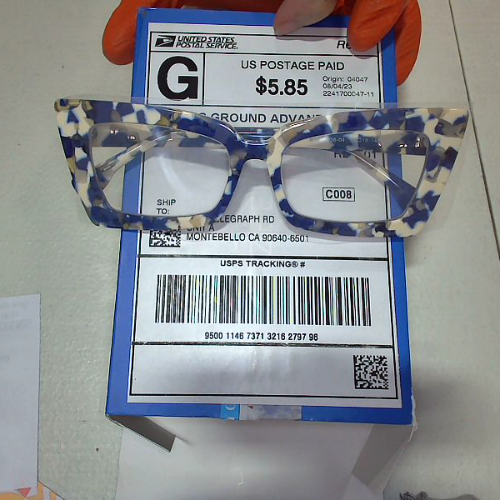 UNITED STATES
POSTAL SERVICE®
G
US POSTAGE PAID
$5.85
Origin: 04047
08/04/23
2241700047-11
GROUND ADVAN
C008
SHIP
TO:
LEGRAPH RD
MONTEBELLO CA 90640-6501
USPS TRACKING® #
9500 1146 7371 3216 2797 96